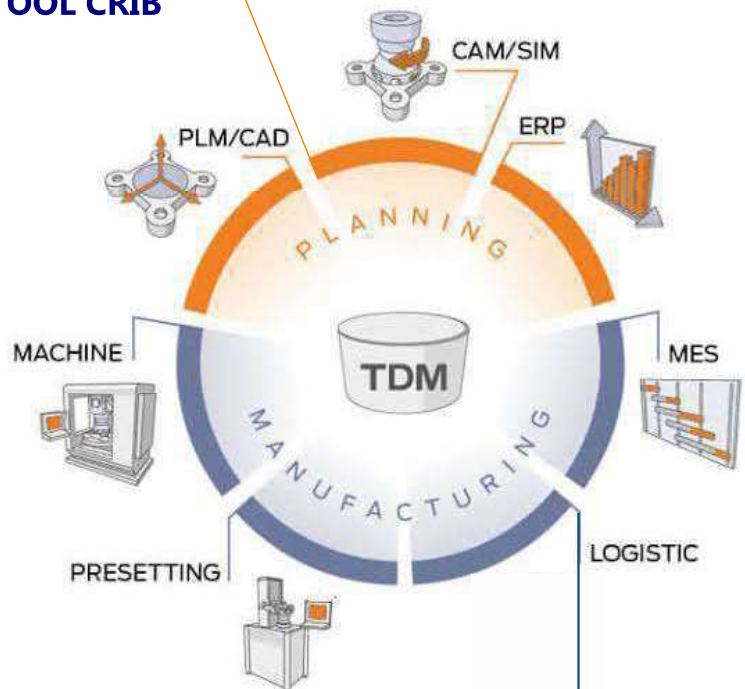 OOL CRIB
CAM/SIM
PLM/CAD
ERP
PLANNING
MACHINE
MES
TDM
MANUFACTURING
PRESETTING
LOGISTIC